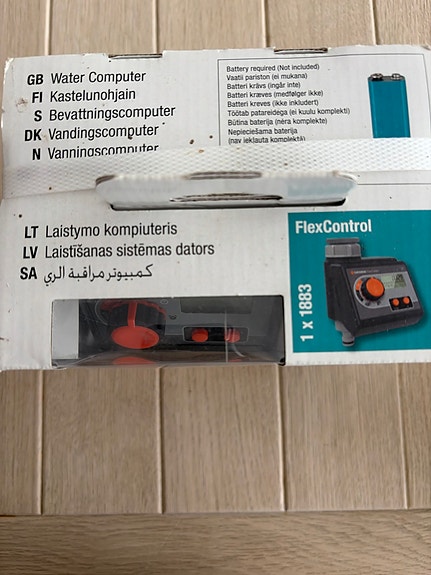 GB Water Computer
FI Kastelunohjain
S Bevattningscomputer
DK Vandingscomputer
N Vanningscomputer
Battery required (Not included)
Vaatii pariston (ei mukana)
Batteri krävs (ingår inte)
Batteri kræves (medfølger ikke)
Batteri kreves (ikke inkludert)
Töötab patareidega (ei kuulu komplekti)
Būtina baterija (nėra komplekte)
Nepieciešama baterija
(nav iekļauta komplektā)
LT Laistymo kompiuteris
LV Laistīšanas sistēmas dators
SA كمبيوتر مراقبة الري
FlexControl
1 x 1883